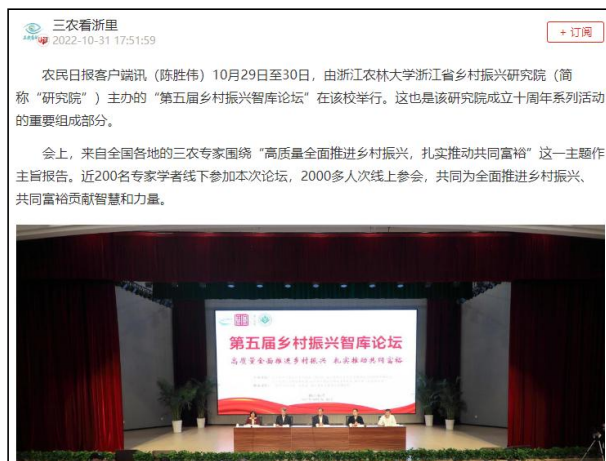 三农看浙里
2022-10-31 17:51:59
+ 订阅
农民日报客户端讯（陈胜伟）10月29日至30日，由浙江农林大学浙江省乡村振兴研究院（简
称“研究院”）主办的“第五届乡村振兴智库论坛”在该校举行。这也是该研究院成立十周年系列活动
的重要组成部分。
会上，来自全国各地的三农专家围绕“高质量全面推进乡村振兴，扎实推动共同富裕”这一主题作
主旨报告。近200名专家学者线下参加本次论坛，2000多人次线上参会，共同为全面推进乡村振兴、
共同富裕贡献智慧和力量。
第五届乡村振兴智库论坛
高质量全面推进乡村振兴 扎实推动共同富裕